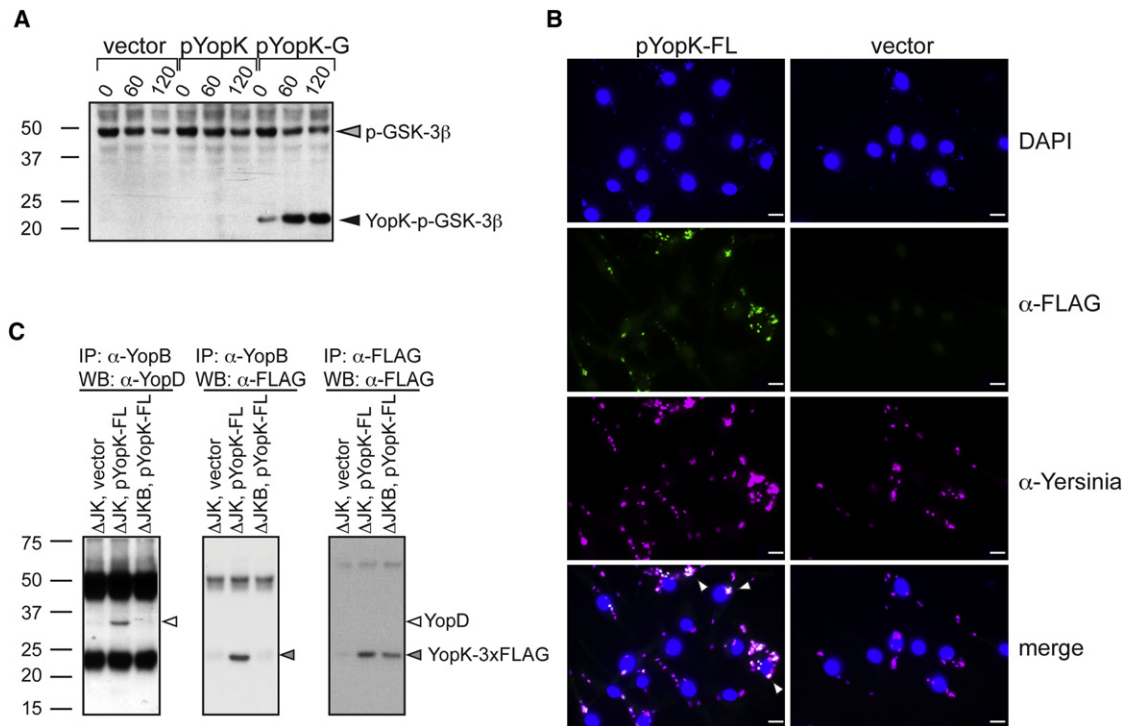 A
vector pYopK pYopK-G
0 60 120 0 60 120 0 60 120
50
37
25
20
p-GSK-3β
YopK-p-GSK-3β
B
pYopK-FL vector
DAPI
α-FLAG
α-Yersinia
merge
C
IP: α-YopB
WB: α-YopD
IP: α-YopB
WB: α-FLAG
IP: α-FLAG
WB: α-FLAG
ΔJK, vector
ΔJK, pYopK-FL
ΔJKB, pYopK-FL
ΔJK, vector
ΔJK, pYopK-FL
ΔJKB, pYopK-FL
ΔJK, vector
ΔJK, pYopK-FL
ΔJKB, pYopK-FL
75
50
37
25
20
15
YopD
YopK-3xFLAG